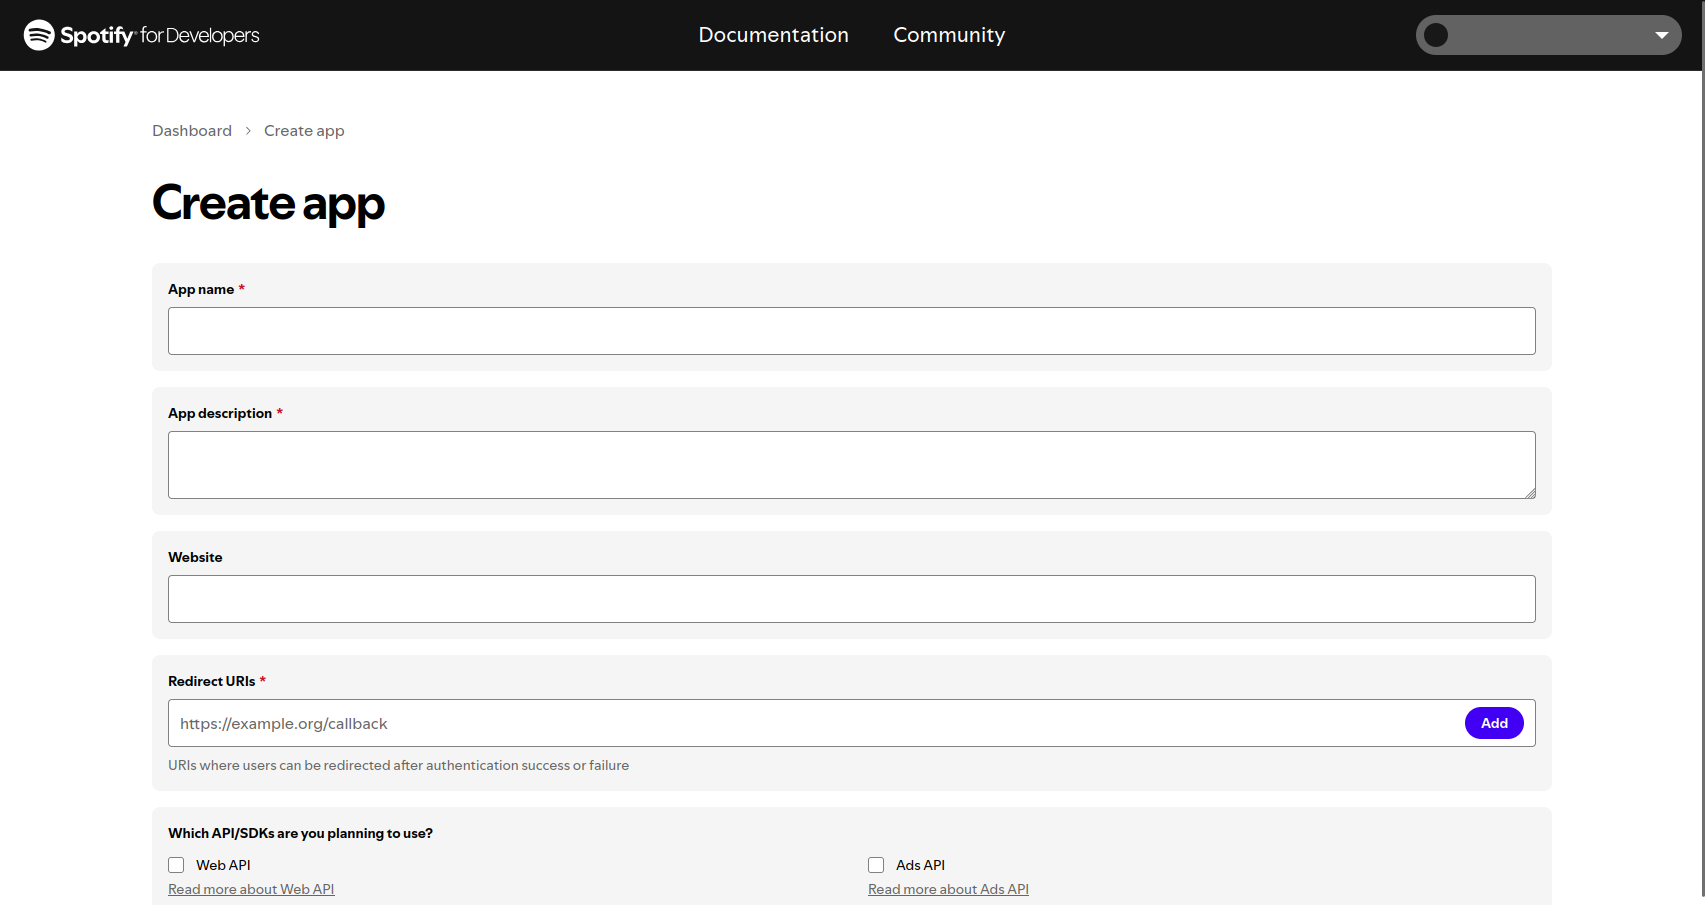 Spotify for Developers
Documentation
Community
Dashboard > Create app
Create app
App name *
App description *
Website
Redirect URIs *
https://example.org/callback
Add
URIs where users can be redirected after authentication success or failure
Which API/SDKs are you planning to use?
Web API
Read more about Web API
Ads API
Read more about Ads API